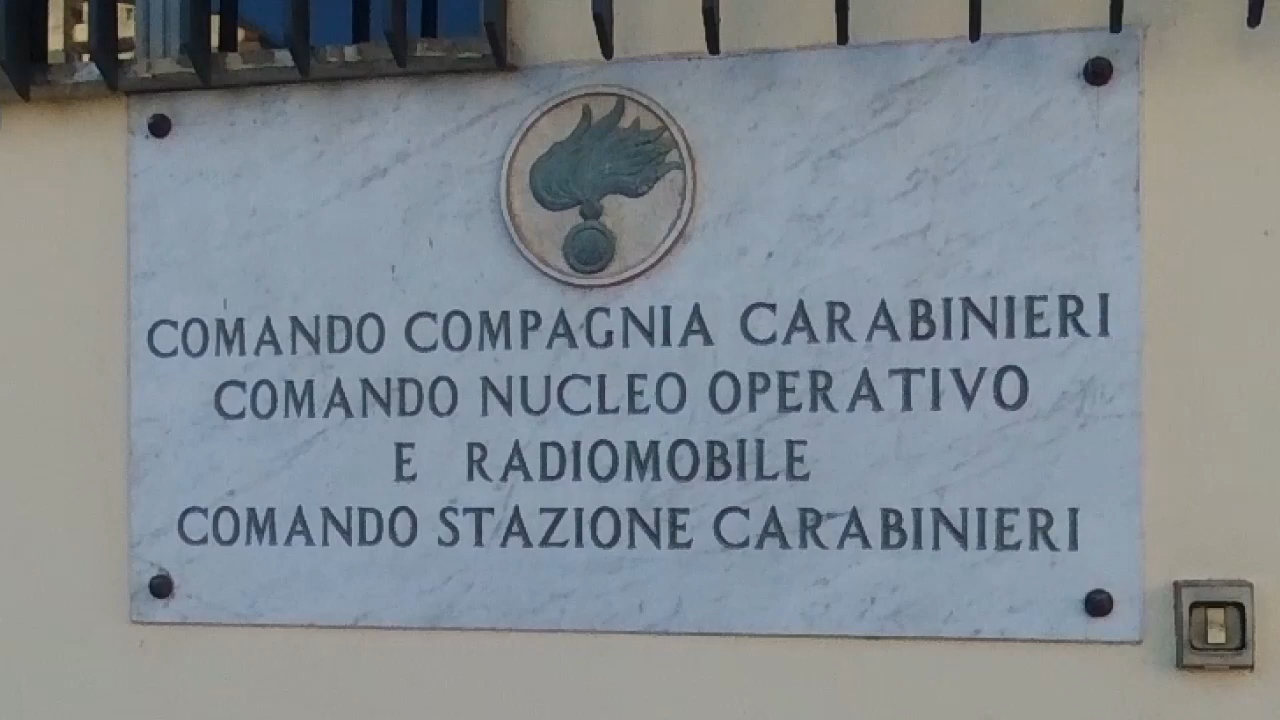 COMANDO COMPAGNIA CARABINIERI
COMANDO NUCLEO OPERATIVO
E RADIOMOBILE
COMANDO STAZIONE CARABINIERI